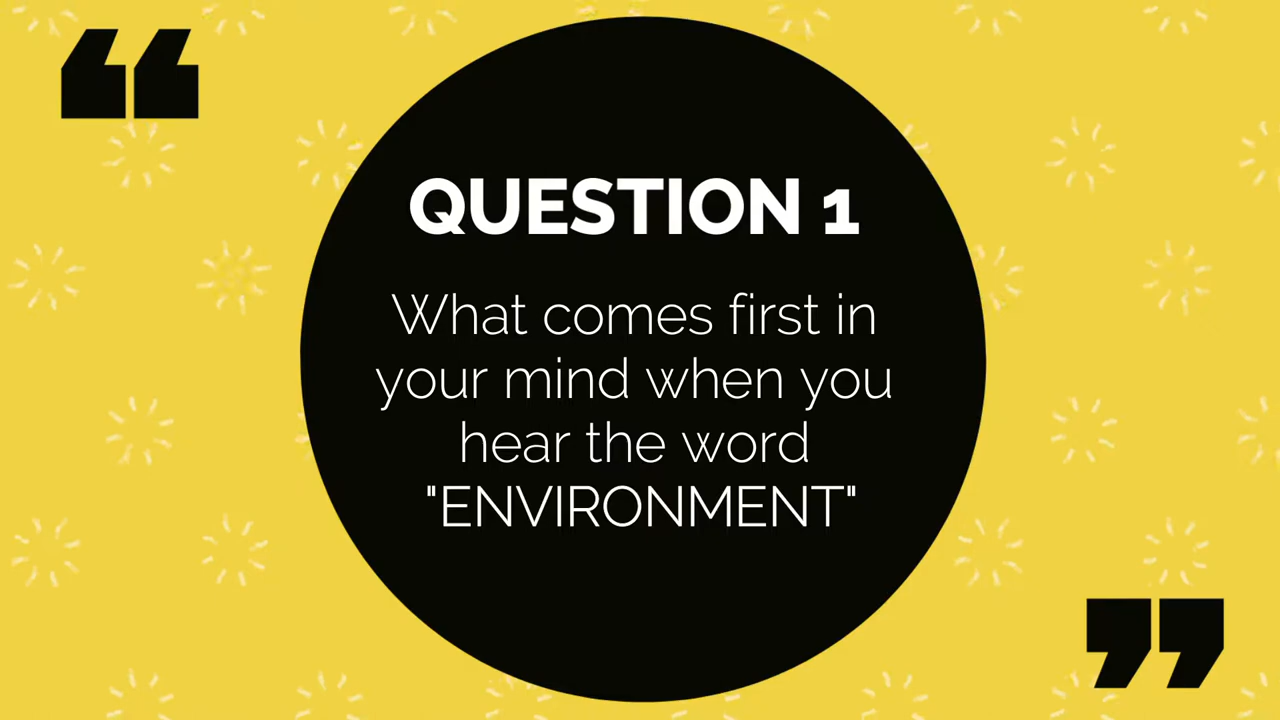 QUESTION 1
What comes first in
your mind when you
hear the word
"ENVIRONMENT"